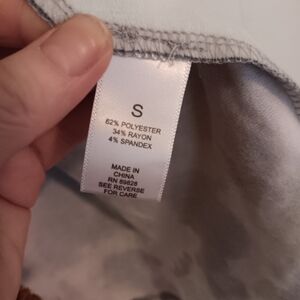 S
62% POLYESTER
34% RAYON
4% SPANDEX
MADE IN
CHINA
RN 89828
SEE REVERSE
FOR CARE